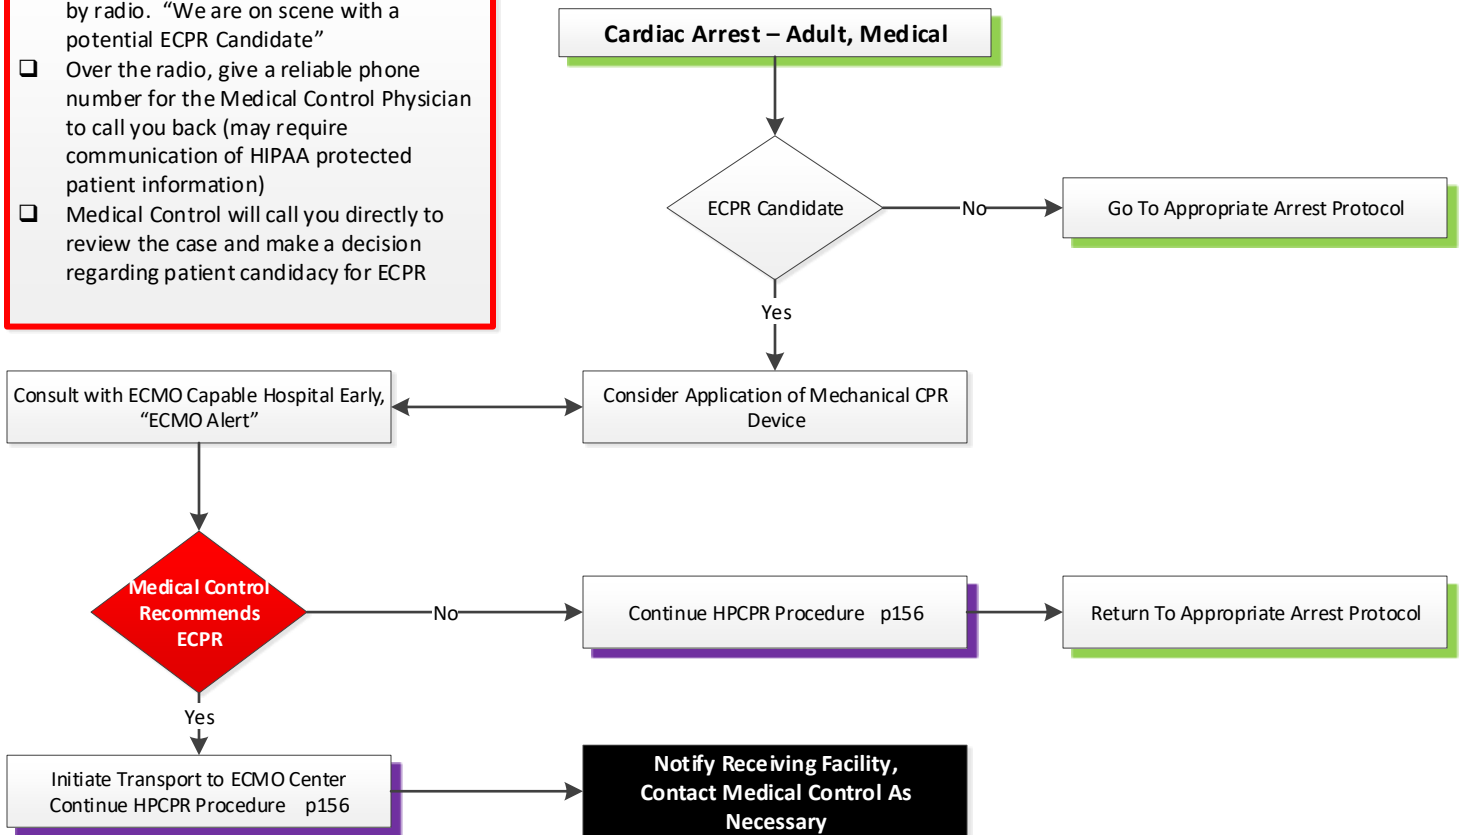 by radio. “We are on scene with a
potential ECPR Candidate”
❑ Over the radio, give a reliable phone
number for the Medical Control Physician
to call you back (may require
communication of HIPAA protected
patient information)
❑ Medical Control will call you directly to
review the case and make a decision
regarding patient candidacy for ECPR
Cardiac Arrest – Adult, Medical
ECPR Candidate
No
Go To Appropriate Arrest Protocol
Yes
Consult with ECMO Capable Hospital Early,
“ECMO Alert”
Consider Application of Mechanical CPR
Device
Medical Control
Recommends
ECPR
No
Continue HPCPR Procedure p156
Return To Appropriate Arrest Protocol
Yes
Initiate Transport to ECMO Center
Continue HPCPR Procedure p156
Notify Receiving Facility,
Contact Medical Control As
Necessary